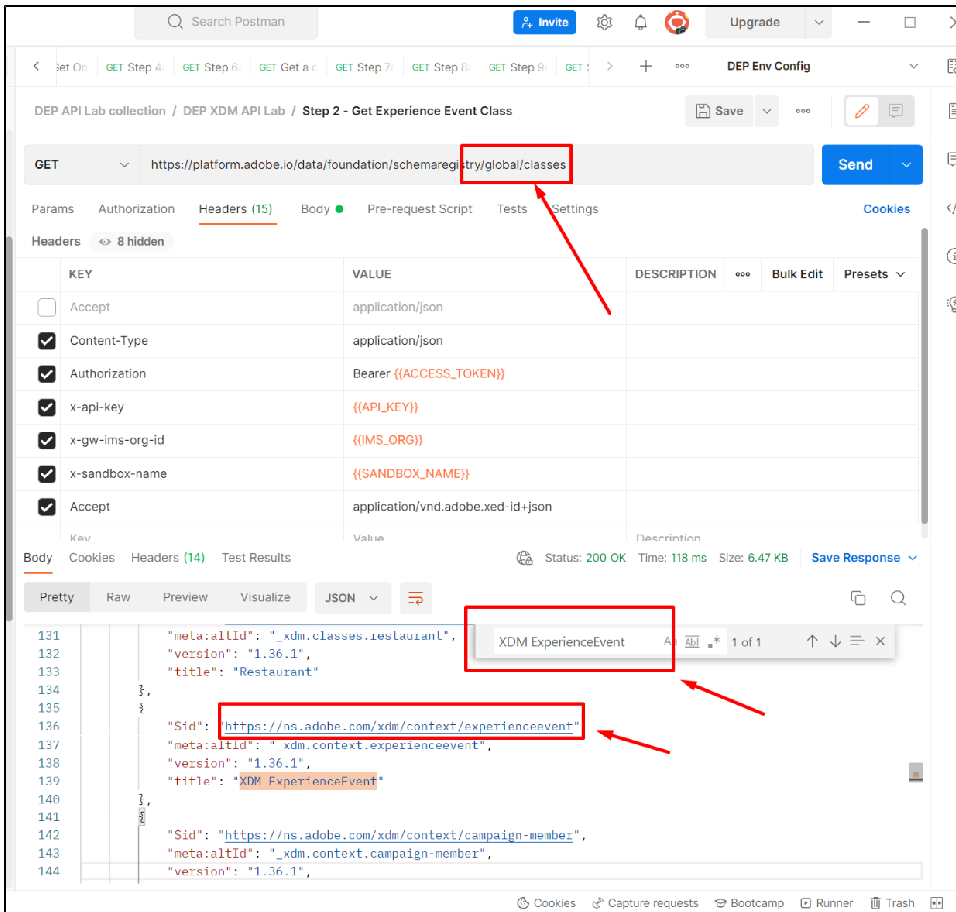 Search Postman
Invite
Upgrade
GET Step 4
GET Step 6
GET Get a
GET Step 7
GET Step 8
GET Step 9
GET
DEP Env Config
DEP API Lab collection / DEP XDM API Lab / Step 2 - Get Experience Event Class
Save
GET
https://platform.adobe.io/data/foundation/schemaregistry/global/classes
Send
Params Authorization Headers (15) Body Pre-request Script Tests Settings Cookies
Headers 8 hidden
KEY VALUE DESCRIPTION Bulk Edit Presets
Accept application/json
Content-Type application/json
Authorization Bearer {{ACCESS_TOKEN}}
x-api-key {{API_KEY}}
x-gw-ims-org-id {{IMS_ORG}}
x-sandbox-name {{SANDBOX_NAME}}
Accept application/vnd.adobe.xed-id+json
Key Value Description
Body Cookies Headers (14) Test Results Status: 200 OK Time: 118 ms Size: 6.47 KB Save Response
Pretty Raw Preview Visualize JSON
XDM ExperienceEvent 1 of 1
131 "meta:altId": "_xdm.classes.restaurant",
132 "version": "1.36.1",
133 "title": "Restaurant"
134 },
135 {
136 "$id": "https://ns.adobe.com/xdm/context/experienceevent"
137 "meta:altId": "_xdm.context.experienceevent",
138 "version": "1.36.1",
139 "title": "XDM ExperienceEvent"
140 },
141 {
142 "$id": "https://ns.adobe.com/xdm/context/campaign-member",
143 "meta:altId": "_xdm.context.campaign-member",
144 "version": "1.36.1",
Cookies Capture requests Bootcamp Runner Trash